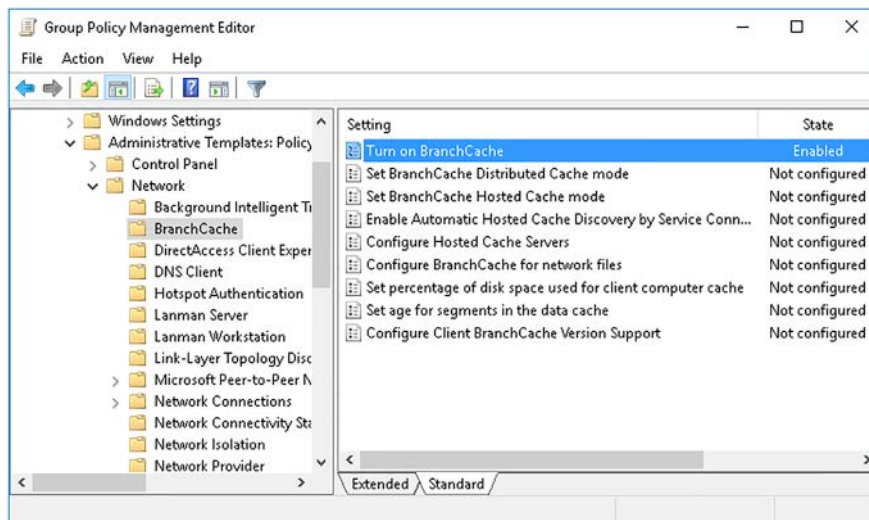 Group Policy Management Editor
File Action View Help
Windows Settings
Administrative Templates: Policy
Control Panel
Network
Background Intelligent Tr
BranchCache
DirectAccess Client Exper
DNS Client
Hotspot Authentication
Lanman Server
Lanman Workstation
Link-Layer Topology Disc
Microsoft Peer-to-Peer N
Network Connections
Network Connectivity Sta
Network Isolation
Network Provider
Setting State
Turn on BranchCache Enabled
Set BranchCache Distributed Cache mode Not configured
Set BranchCache Hosted Cache mode Not configured
Enable Automatic Hosted Cache Discovery by Service Conn... Not configured
Configure Hosted Cache Servers Not configured
Configure BranchCache for network files Not configured
Set percentage of disk space used for client computer cache Not configured
Set age for segments in the data cache Not configured
Configure Client BranchCache Version Support Not configured
Extended Standard